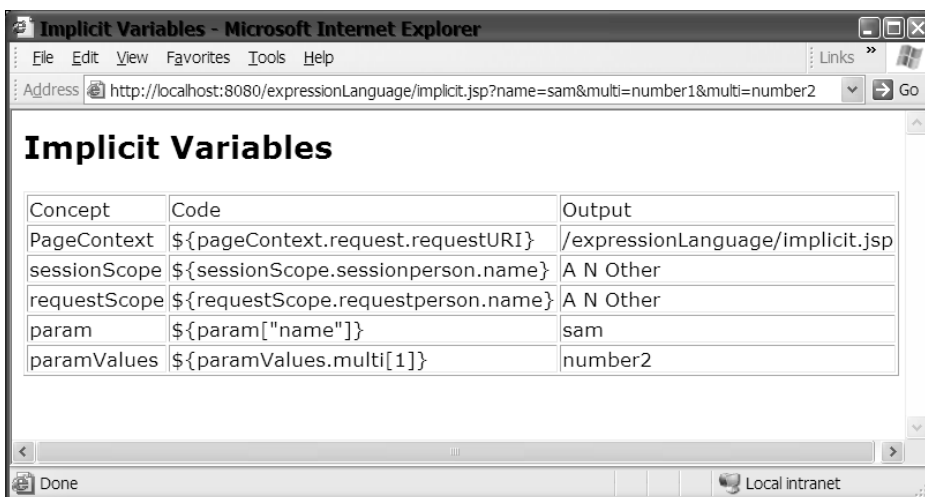 Implicit Variables - Microsoft Internet Explorer
File Edit View Favorites Tools Help Links »
Address http://localhost:8080/expressionLanguage/implicit.jsp?name=sam&multi=number1&multi=number2 Go
Implicit Variables
Concept Code Output
PageContext ${pageContext.request.requestURI} /expressionLanguage/implicit.jsp
sessionScope ${sessionScope.sessionperson.name} A N Other
requestScope ${requestScope.requestperson.name} A N Other
param ${param["name"]} sam
paramValues ${paramValues.multi[1]} number2
Done Local intranet